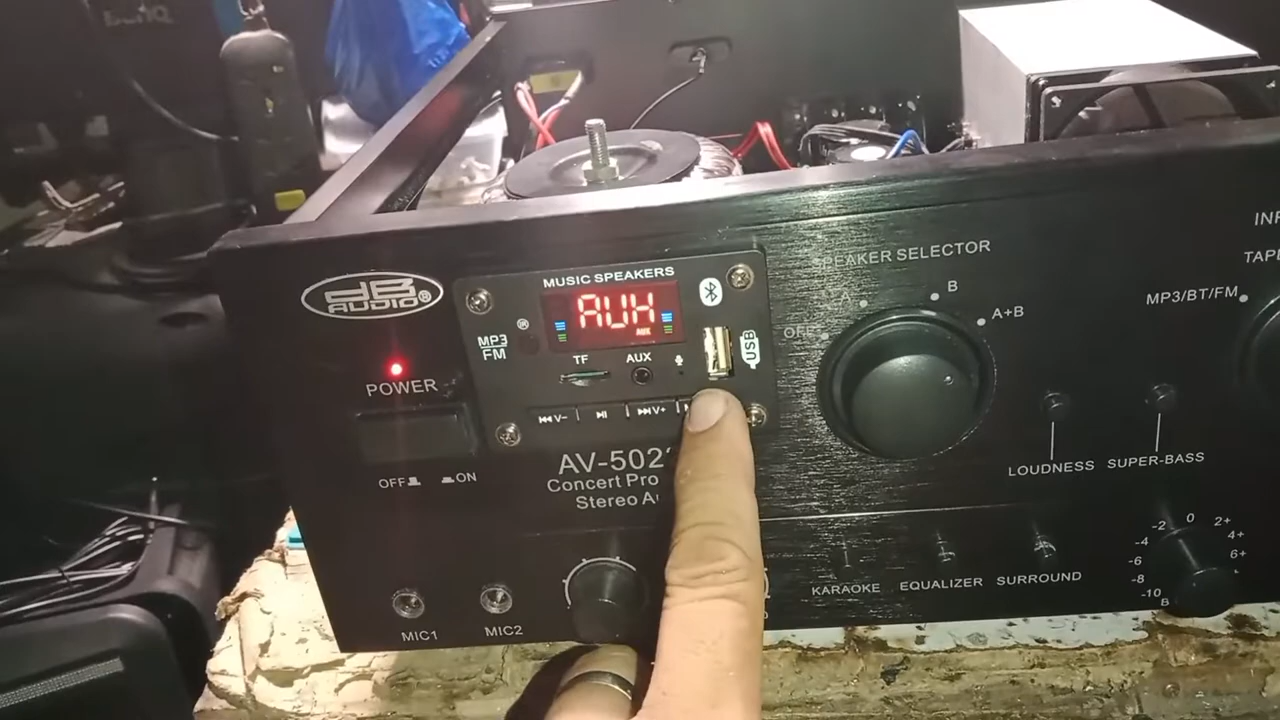 dB
AUDIO®
MUSIC SPEAKERS
AUX
AUX
MP3
FM
TF
AUX
USB
POWER
OFF
ON
⏮V−
⏯
⏭V+
AV-502
Concert Pro
Stereo
MIC1
MIC2
SPEAKER SELECTOR
OFF
A
B
A+B
MP3/BT/FM
LOUDNESS
SUPER-BASS
KARAOKE
EQUALIZER
SURROUND
-10
-8
-6
-4
-2
0
2+
4+
6+